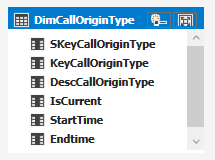 DimCallOriginType
SKeyCallOriginType
KeyCallOriginType
DescCallOriginType
IsCurrent
StartTime
Endtime